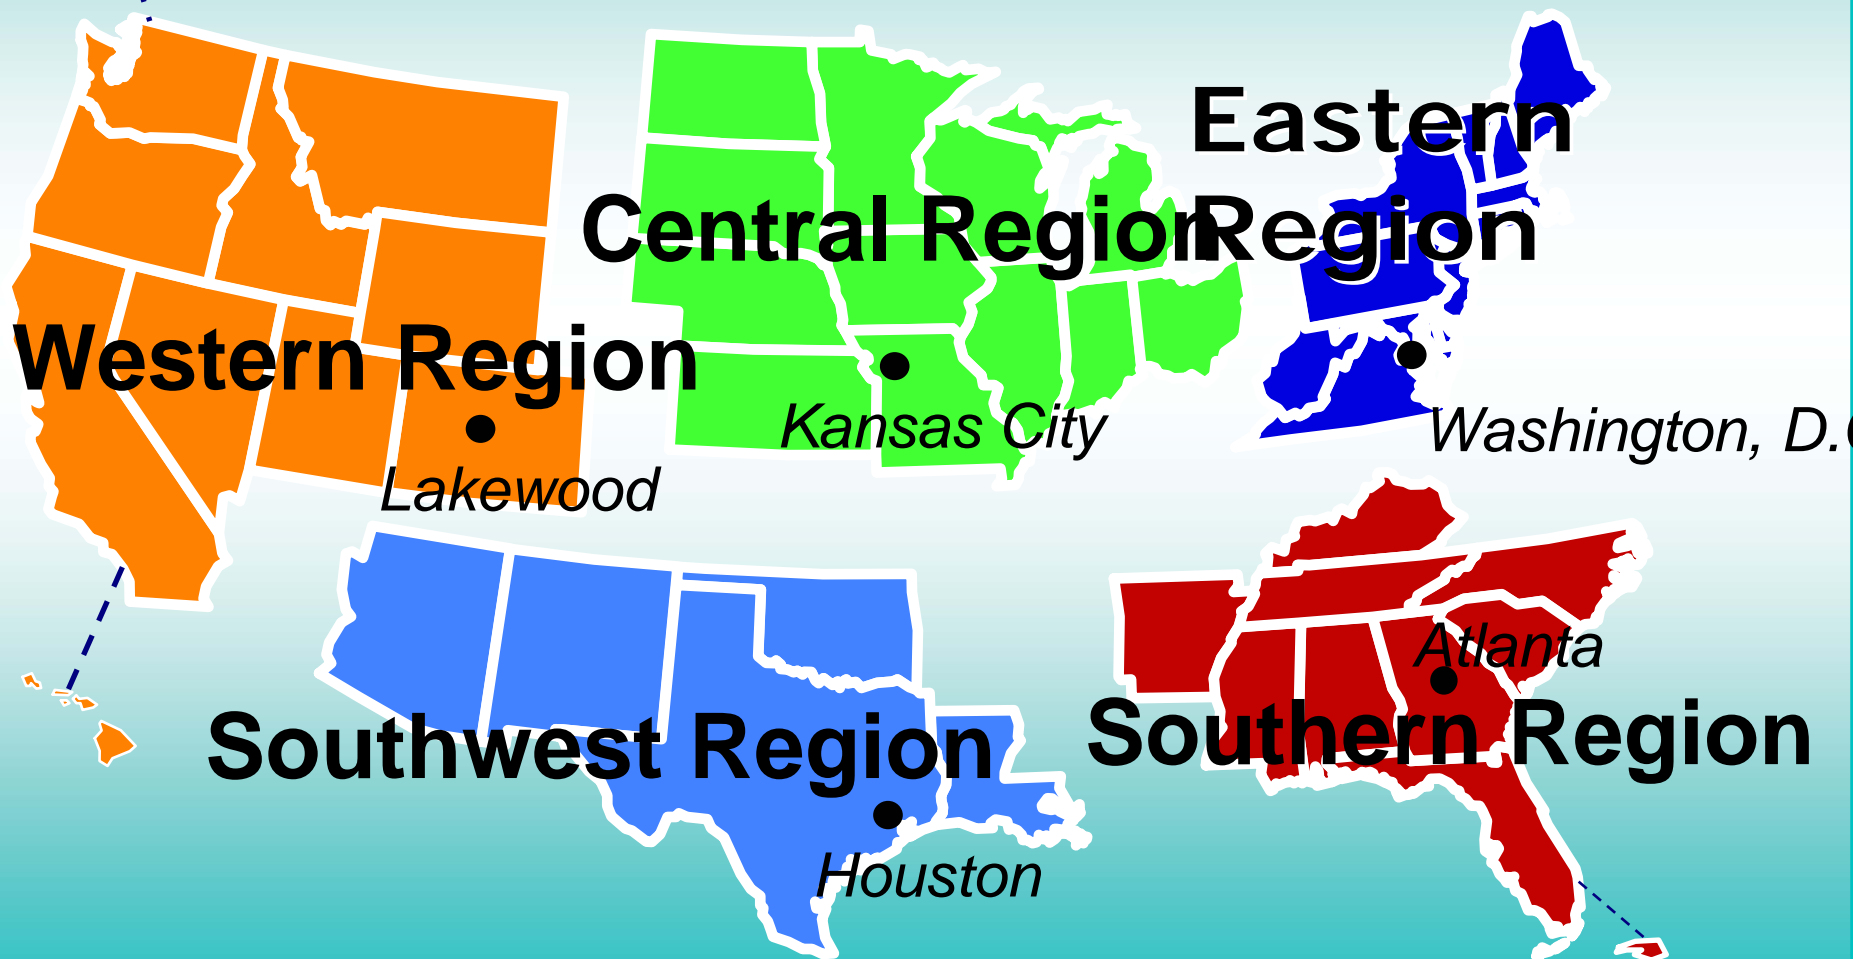 Eastern
Region
Central Region
Western Region
Kansas City
Washington, D.
Lakewood
Atlanta
Southwest Region
Southern Region
Houston